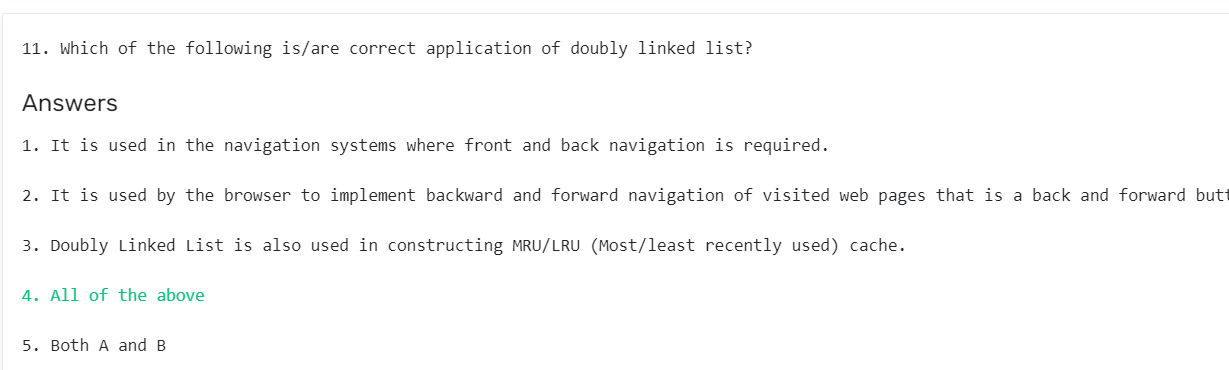 11. Which of the following is/are correct application of doubly linked list?
Answers
1. It is used in the navigation systems where front and back navigation is required.
2. It is used by the browser to implement backward and forward navigation of visited web pages that is a back and forward
3. Doubly Linked List is also used in constructing MRU/LRU (Most/least recently used) cache.
4. All of the above
5. Both A and B